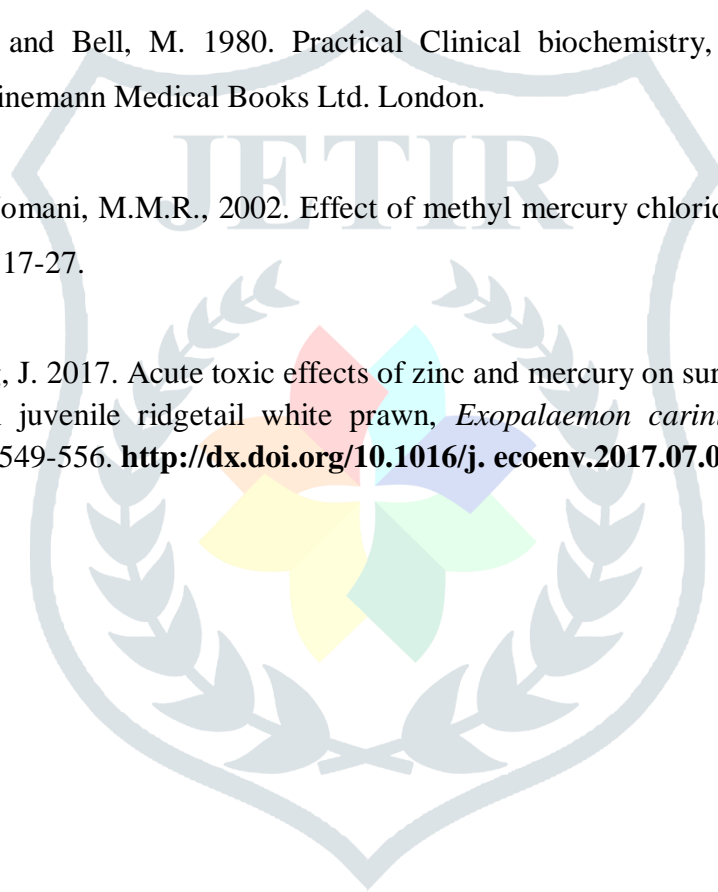 and Bell, M. 1980. Practical Clinical biochemistry,
inemann Medical Books Ltd. London.
JETIR
omani, M.M.R., 2002. Effect of methyl mercury chlorid
17-27.
, J. 2017. Acute toxic effects of zinc and mercury on sur
juvenile ridgetail white prawn, Exopalaemon carin
549-556. http://dx.doi.org/10.1016/j. ecoenv.2017.07.0